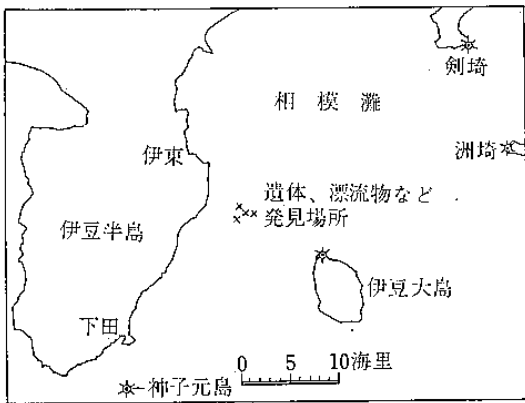 剣埼
相模灘
洲埼
伊東
遺体、漂流物など
発見場所
伊豆半島
伊豆大島
下田
0 5 10海里
神子元島